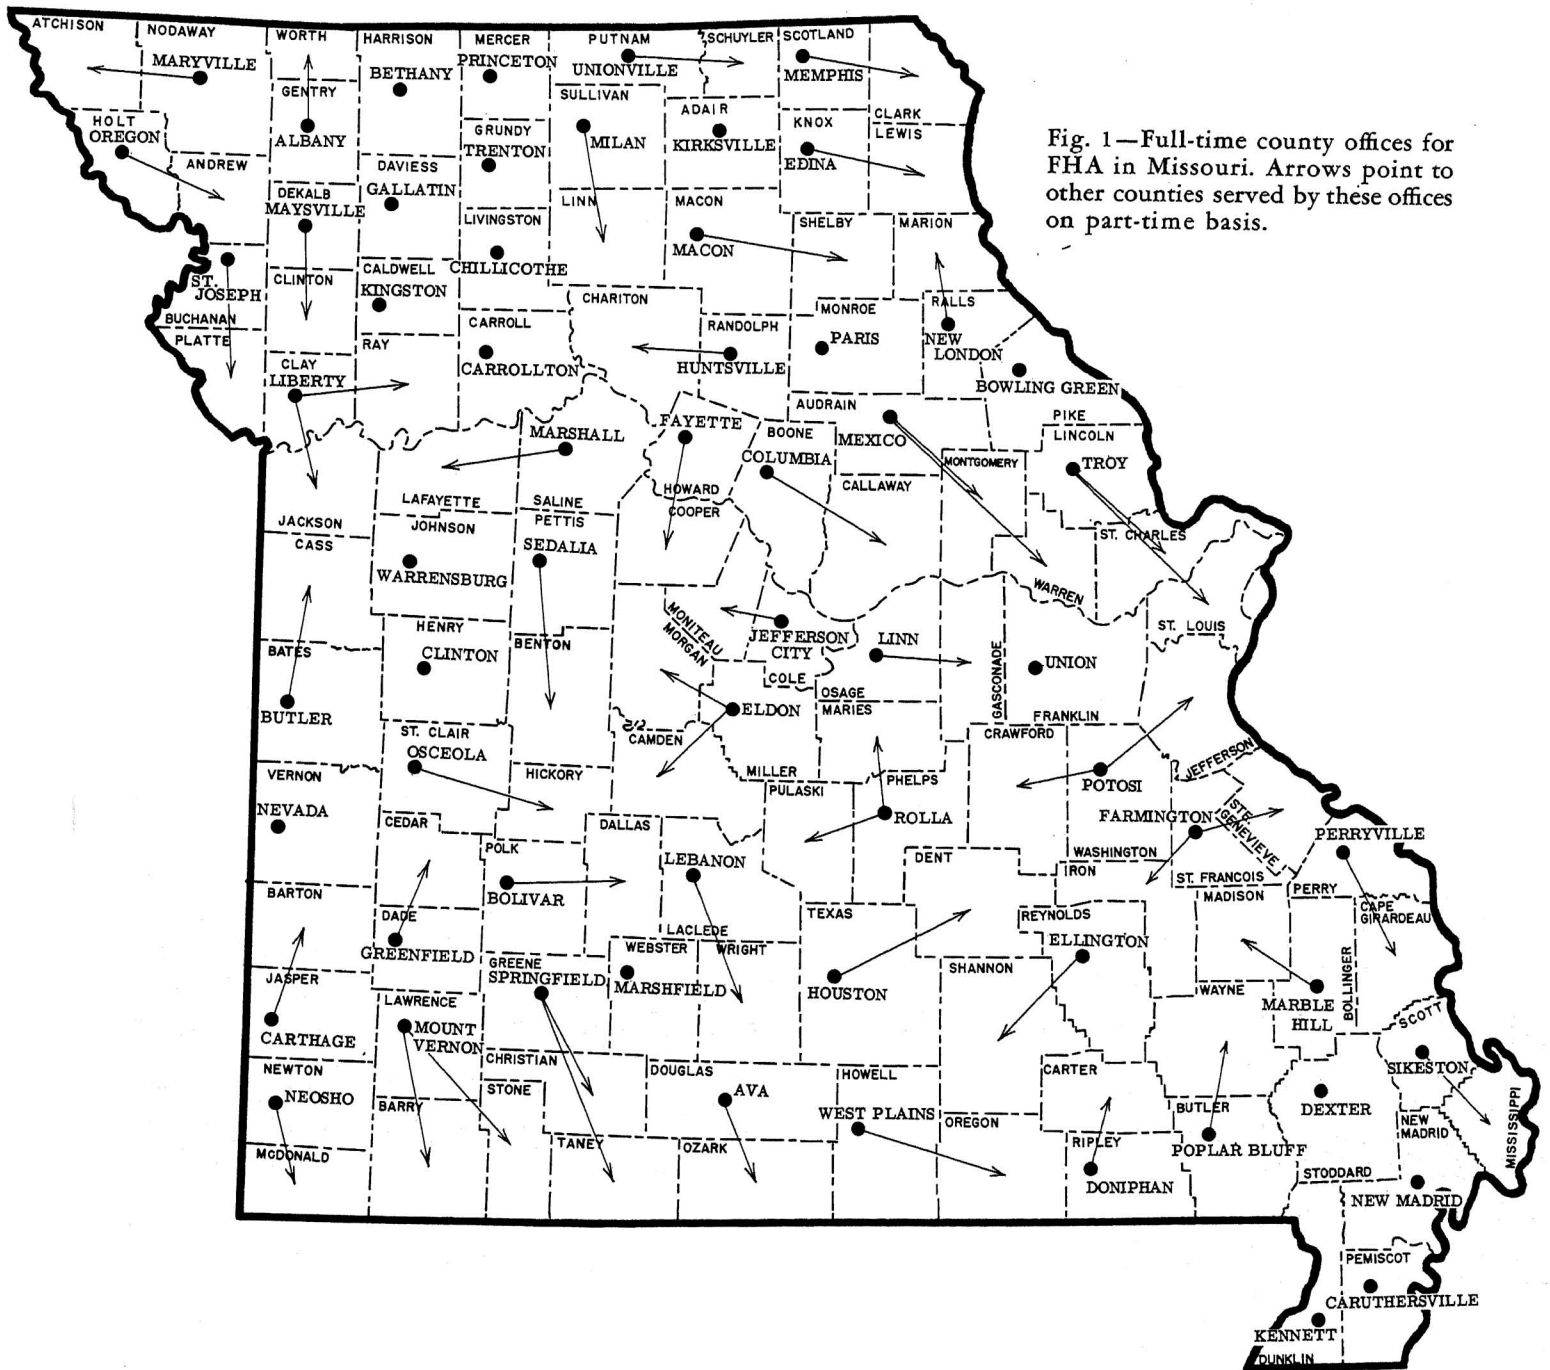 ATCHISON
NODAWAY
MARYVILLE
WORTH
HARRISON
BETHANY
MERCER
PRINCETON
PUTNAM
UNIONVILLE
SCHUYLER
SCOTLAND
MEMPHIS
GENTRY
ALBANY
SULLIVAN
MILAN
ADAIR
KIRKSVILLE
CLARK
LEWIS
KNOX
EDINA
HOLT
OREGON
ANDREW
GRUNDY
TRENTON
DAVIESS
GALLATIN
DEKALB
MAYSVILLE
LINN
MACON
MACON
LIVINGSTON
CHILLICOTHE
SHELBY
MARION
Fig. 1—Full-time county offices for
FHA in Missouri. Arrows point to
other counties served by these offices
on part-time basis.
ST.
JOSEPH
BUCHANAN
PLATTE
CLINTON
CALDWELL
KINGSTON
CHARITON
CARROLL
CARROLLTON
RANDOLPH
HUNTSVILLE
MONROE
PARIS
RALLS
NEW
LONDON
BOWLING GREEN
PIKE
RAY
CLAY
LIBERTY
MARSHALL
FAYETTE
HOWARD
COOPER
BOONE
COLUMBIA
AUDRAIN
MEXICO
MONTGOMERY
LINCOLN
TROY
CALLAWAY
LAFAYETTE
SALINE
JACKSON
CASS
JOHNSON
WARRENSBURG
PETTIS
SEDALIA
ST. CHARLES
WARREN
ST. LOUIS
MONITEAU
MORGAN
JEFFERSON
CITY
COLE
LINN
OSAGE
MARIES
GASCONADE
UNION
FRANKLIN
BATES
BUTLER
HENRY
CLINTON
BENTON
ELDON
CAMDEN
MILLER
ST. CLAIR
OSCEOLA
HICKORY
PULASKI
PHELPS
ROLLA
CRAWFORD
POTOSI
WASHINGTON
JEFFERSON
VERNON
NEVADA
CEDAR
POLK
BOLIVAR
DALLAS
LEBANON
LACLEDE
DENT
IRON
FARMINGTON
STE.
GENEVIEVE
ST. FRANCOIS
PERRYVILLE
PERRY
MADISON
BARTON
DADE
GREENFIELD
CAPE
GIRARDEAU
BOLLINGER
TEXAS
HOUSTON
REYNOLDS
ELLINGTON
WEBSTER
MARSHFIELD
WRIGHT
GREENE
SPRINGFIELD
SHANNON
WAYNE
MARBLE
HILL
JASPER
CARTHAGE
LAWRENCE
MOUNT
VERNON
SCOTT
SIKESTON
MISSISSIPPI
NEWTON
NEOSHO
CHRISTIAN
STONE
DOUGLAS
AVA
HOWELL
WEST PLAINS
CARTER
OREGON
BUTLER
POPLAR BLUFF
DEXTER
STODDARD
NEW
MADRID
NEW MADRID
BARRY
MCDONALD
TANEY
OZARK
RIPLEY
DONIPHAN
PEMISCOT
CARUTHERSVILLE
KENNETT
DUNKLIN